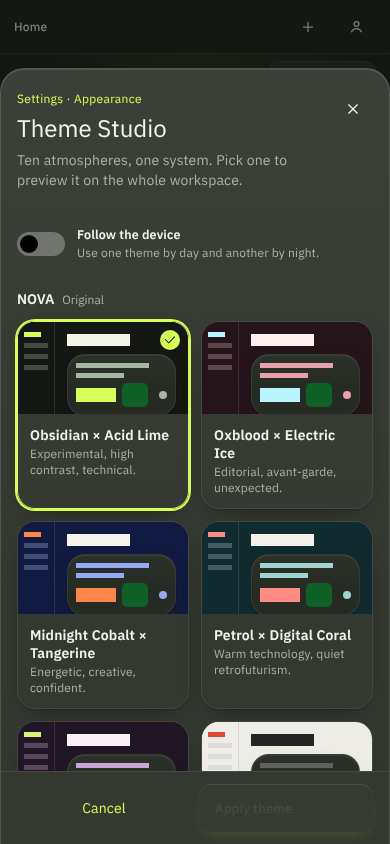 Home
Settings · Appearance
Theme Studio
Ten atmospheres, one system. Pick one to
preview it on the whole workspace.
Follow the device
Use one theme by day and another by night.
NOVA Original
Obsidian × Acid Lime
Experimental, high
contrast, technical.
Oxblood × Electric
Ice
Editorial, avant-garde,
unexpected.
Midnight Cobalt ×
Tangerine
Energetic, creative,
confident.
Petrol × Digital Coral
Warm technology, quiet
retrofuturism.
Cancel
Apply theme